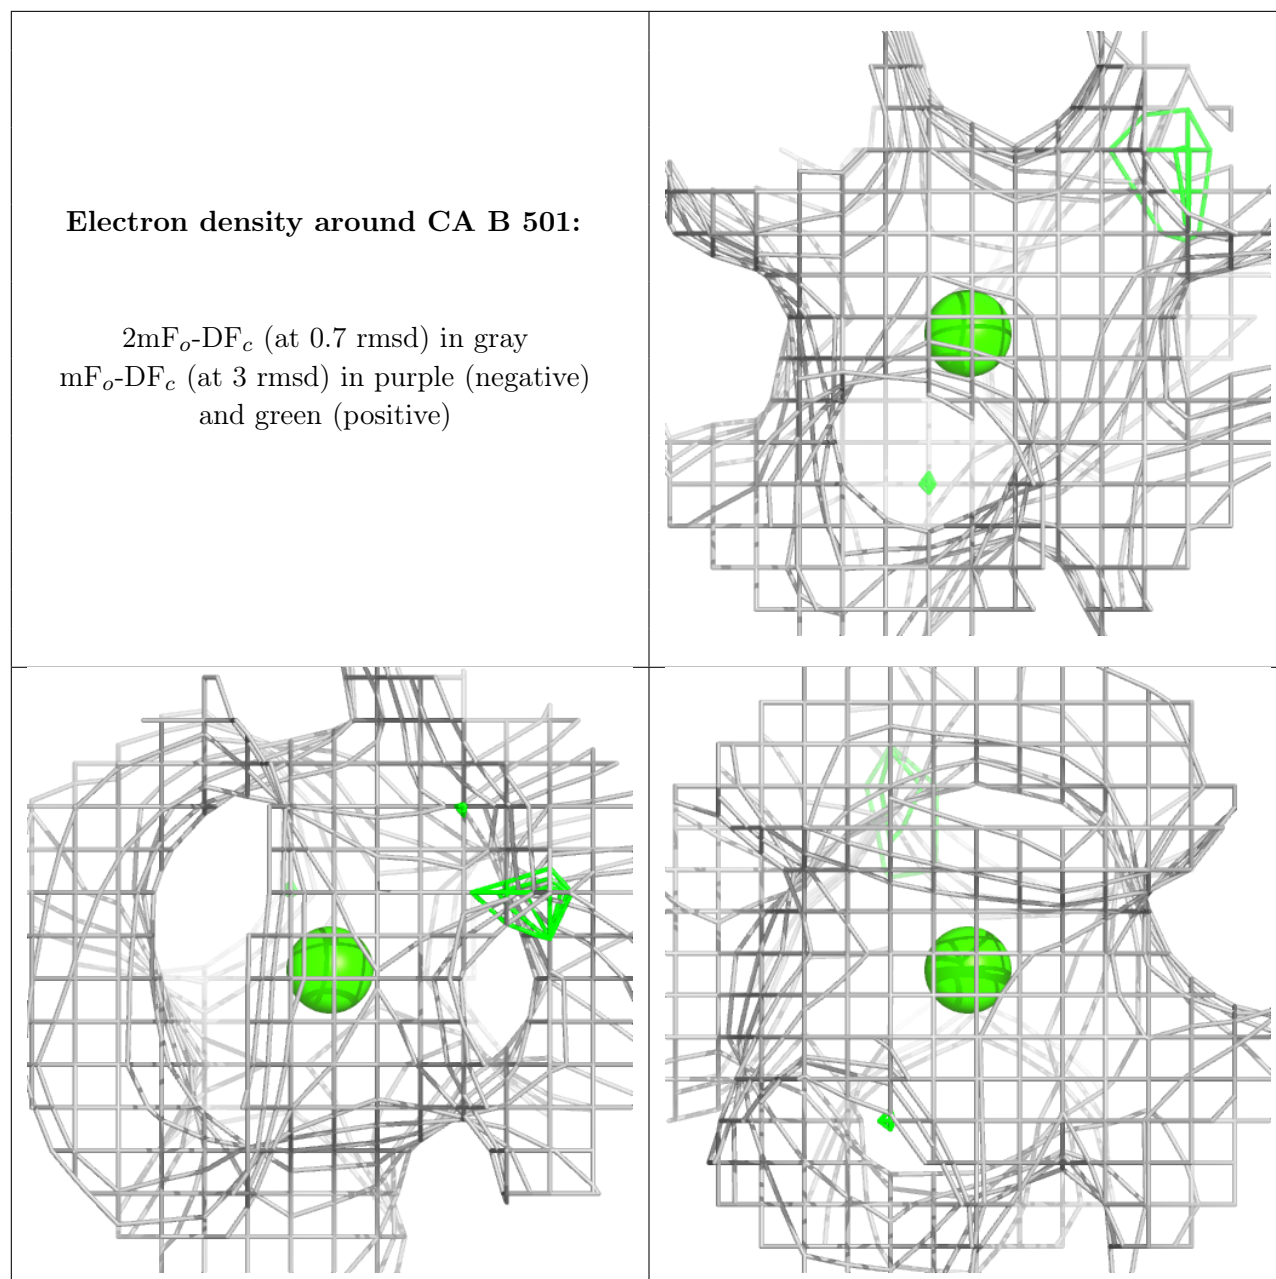 Electron density around CA B 501:
2mFo-DFc (at 0.7 rmsd) in gray
mFo-DFc (at 3 rmsd) in purple (negative)
and green (positive)